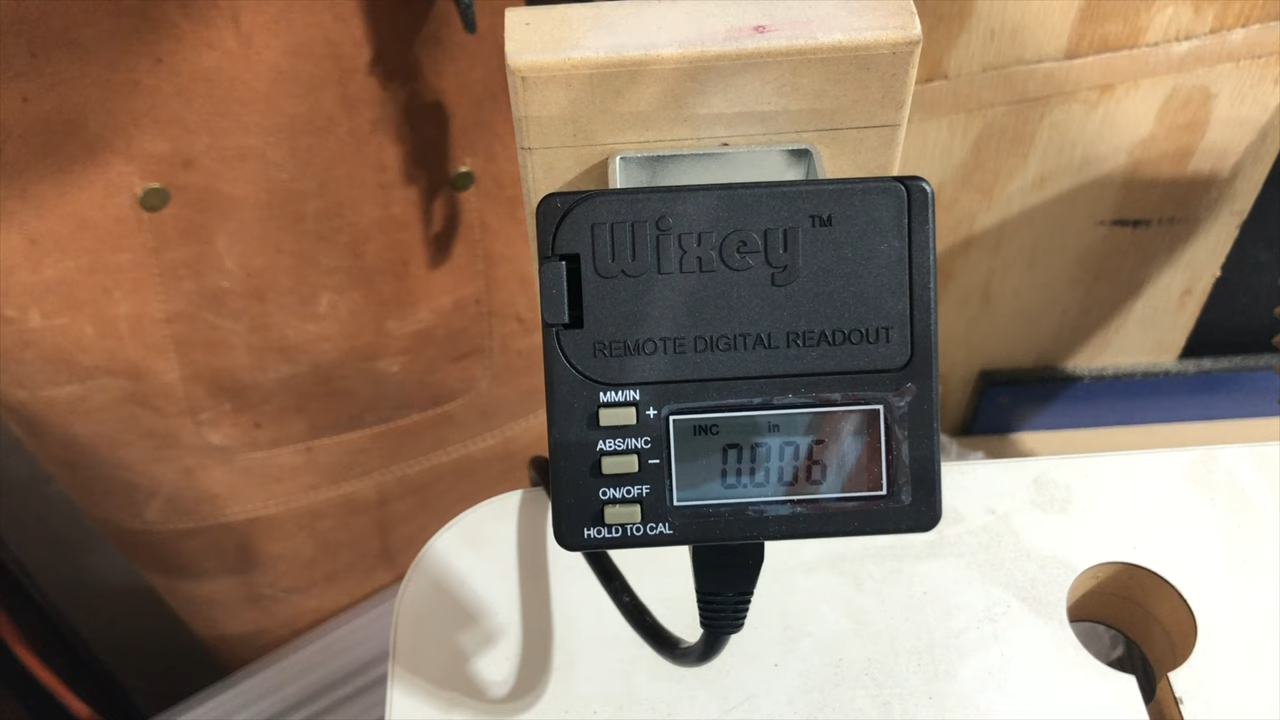 Wixey™
REMOTE DIGITAL READOUT
MM/IN +
ABS/INC −
ON/OFF
HOLD TO CAL
INC in
0.006